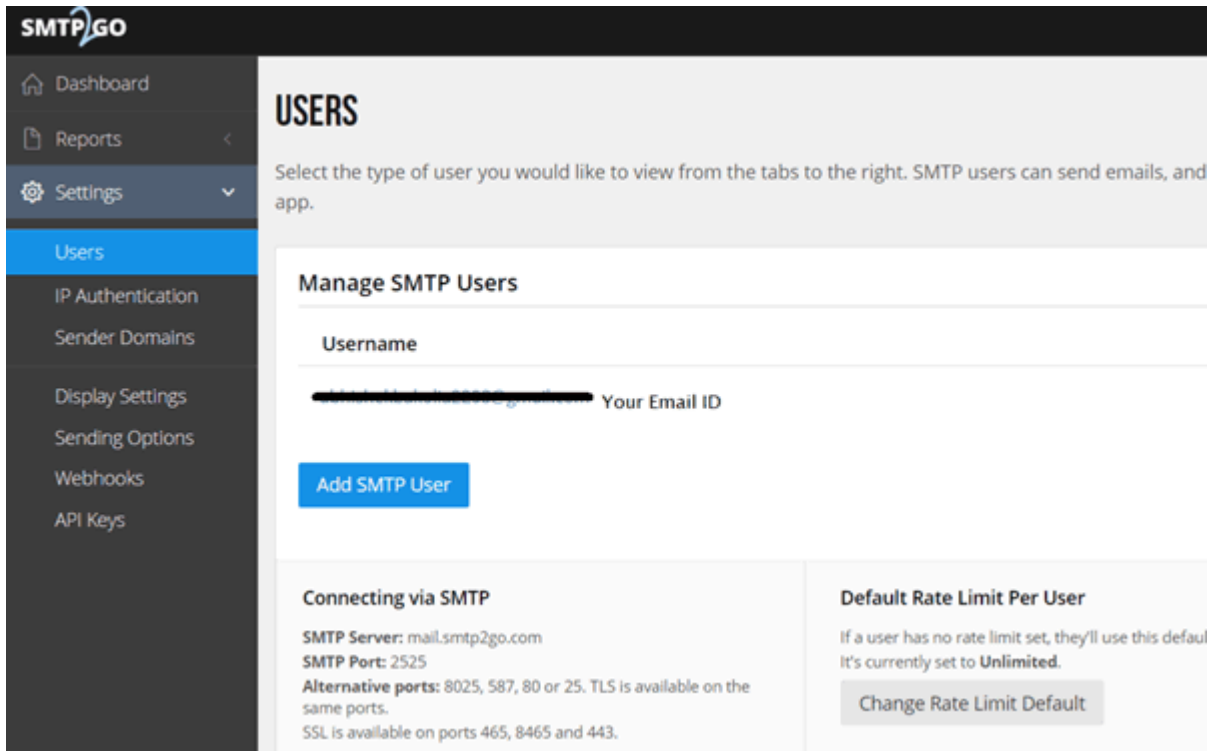 SMTP2GO
Dashboard
Reports
Settings
Users
IP Authentication
Sender Domains
Display Settings
Sending Options
Webhooks
API Keys
USERS
Select the type of user you would like to view from the tabs to the right. SMTP users can send emails, and
app.
Manage SMTP Users
Username
Your Email ID
Add SMTP User
Connecting via SMTP
SMTP Server: mail.smtp2go.com
SMTP Port: 2525
Alternative ports: 8025, 587, 80 or 25. TLS is available on the
same ports.
SSL is available on ports 465, 8465 and 443.
Default Rate Limit Per User
If a user has no rate limit set, they'll use this defaul
It's currently set to Unlimited.
Change Rate Limit Default